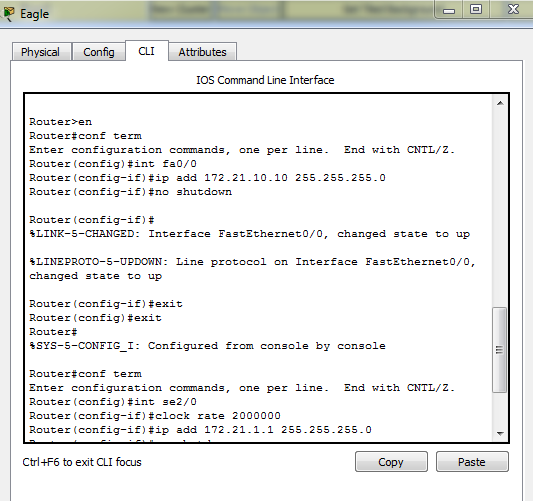 Eagle
Physical
Config
CLI
Attributes
IOS Command Line Interface
Router>en
Router#conf term
Enter configuration commands, one per line.  End with CNTL/Z.
Router(config)#int fa0/0
Router(config-if)#ip add 172.21.10.10 255.255.255.0
Router(config-if)#no shutdown
Router(config-if)#
%LINK-5-CHANGED: Interface FastEthernet0/0, changed state to up
%LINEPROTO-5-UPDOWN: Line protocol on Interface FastEthernet0/0,
changed state to up
Router(config-if)#exit
Router(config)#exit
Router#
%SYS-5-CONFIG_I: Configured from console by console
Router#conf term
Enter configuration commands, one per line.  End with CNTL/Z.
Router(config)#int se2/0
Router(config-if)#clock rate 2000000
Router(config-if)#ip add 172.21.1.1 255.255.255.0
Ctrl+F6 to exit CLI focus
Copy
Paste